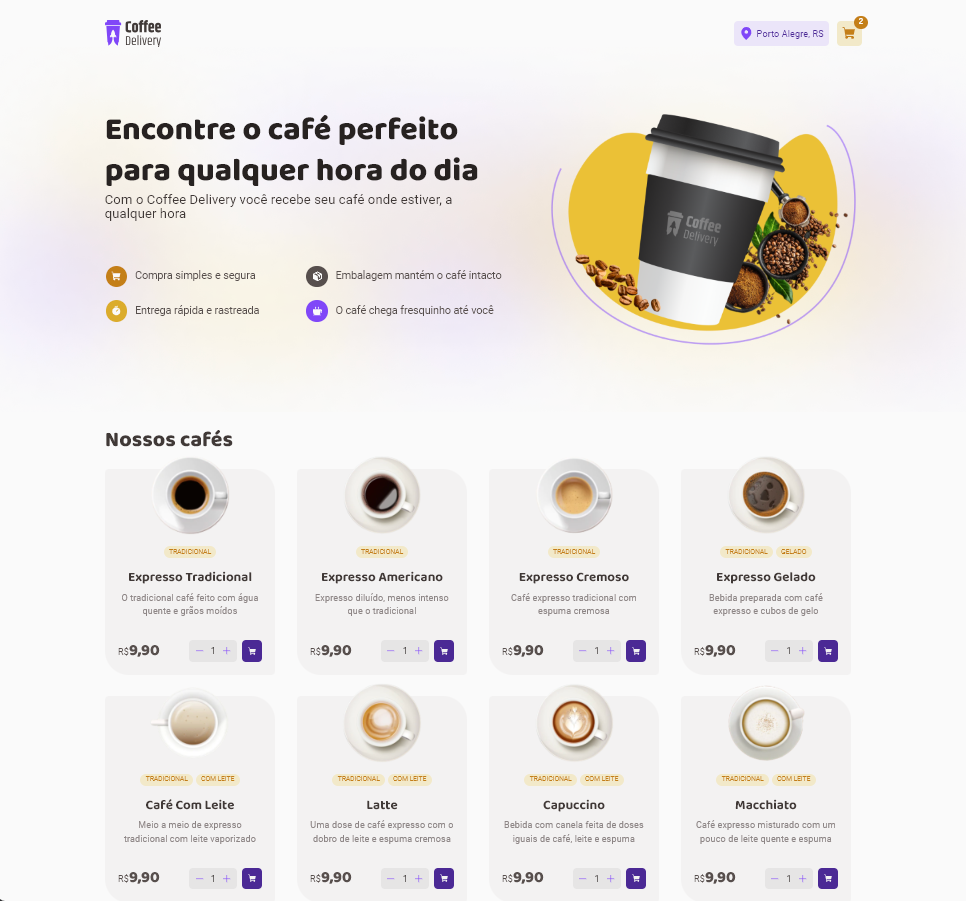 Coffee
Delivery
Porto Alegre, RS
2
Encontre o café perfeito
para qualquer hora do dia
Com o Coffee Delivery você recebe seu café onde estiver, a
qualquer hora
Compra simples e segura
Embalagem mantém o café intacto
Entrega rápida e rastreada
O café chega fresquinho até você
Coffee
Delivery
Nossos cafés
TRADICIONAL
Expresso Tradicional
O tradicional café feito com água
quente e grãos moídos
R$9,90
1
TRADICIONAL
Expresso Americano
Expresso diluído, menos intenso
que o tradicional
R$9,90
1
TRADICIONAL
Expresso Cremoso
Café expresso tradicional com
espuma cremosa
R$9,90
1
TRADICIONAL GELADO
Expresso Gelado
Bebida preparada com café
expresso e cubos de gelo
R$9,90
1
TRADICIONAL COM LEITE
Café Com Leite
Meio a meio de expresso
tradicional com leite vaporizado
R$9,90
1
TRADICIONAL COM LEITE
Latte
Uma dose de café expresso com o
dobro de leite e espuma cremosa
R$9,90
1
TRADICIONAL COM LEITE
Capuccino
Bebida com canela feita de doses
iguais de café, leite e espuma
R$9,90
1
TRADICIONAL COM LEITE
Macchiato
Café expresso misturado com um
pouco de leite quente e espuma
R$9,90
1